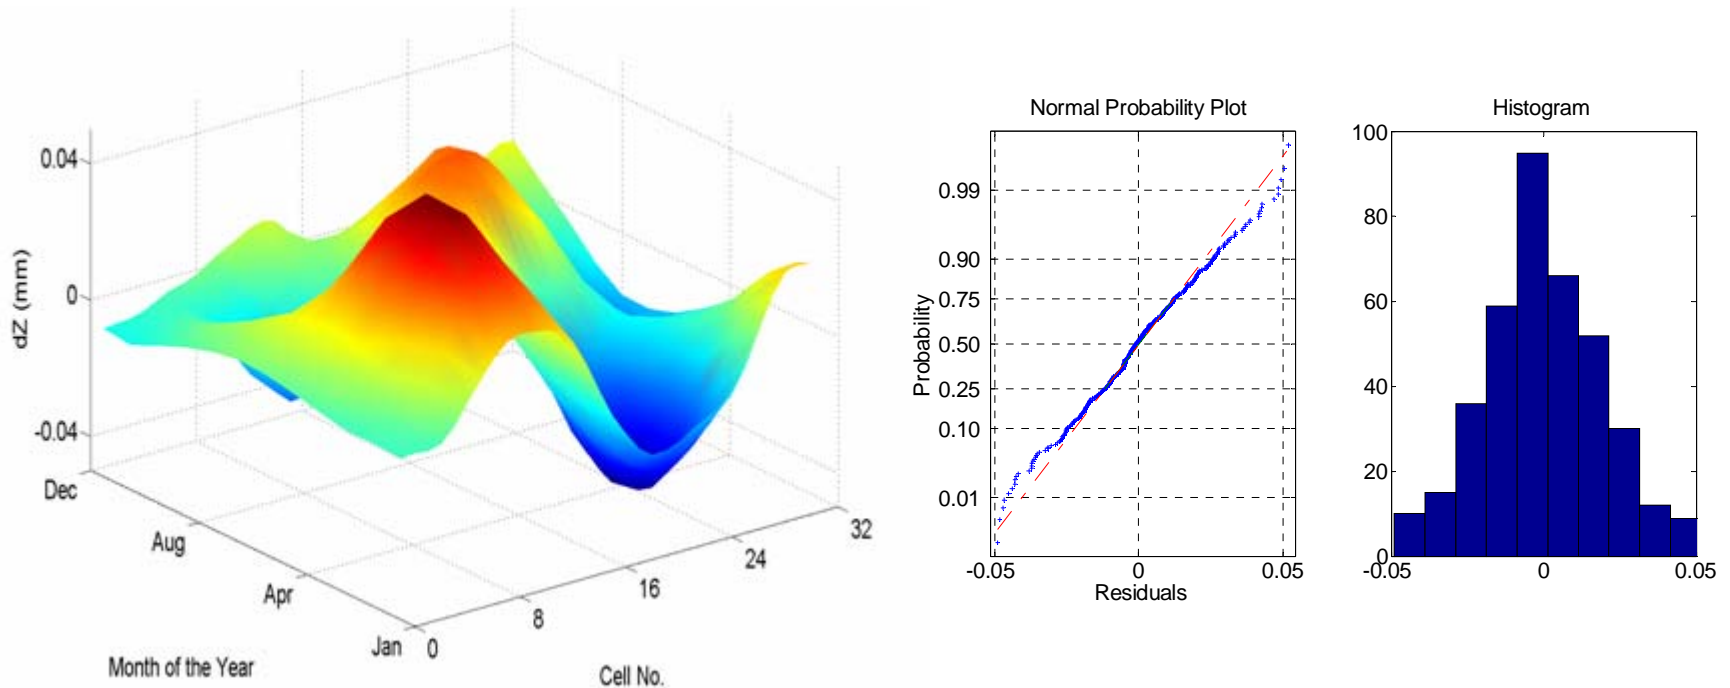 0.04
0
-0.04
dZ (mm)
Dec
Aug
Apr
Jan
Month of the Year
0
8
16
24
32
Cell No.
Normal Probability Plot
0.99
0.90
0.75
0.50
0.25
0.10
0.01
Probability
-0.05
0
0.05
Residuals
Histogram
100
80
60
40
20
0
-0.05
0
0.05